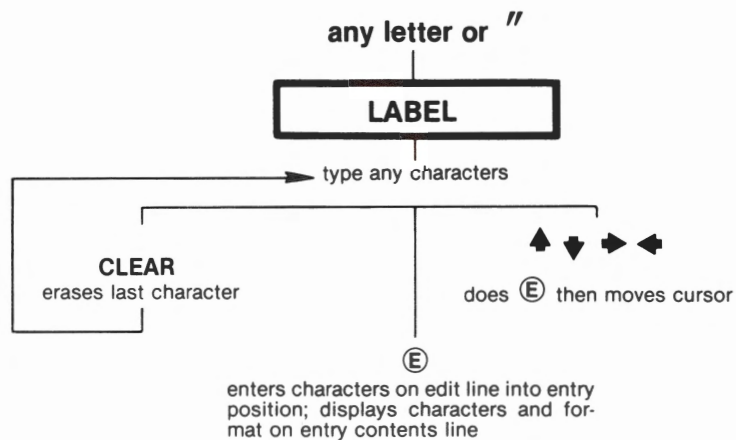 any letter or "
LABEL
type any characters
CLEAR
erases last character
does Ⓔ then moves cursor
Ⓔ
enters characters on edit line into entry
position; displays characters and for-
mat on entry contents line